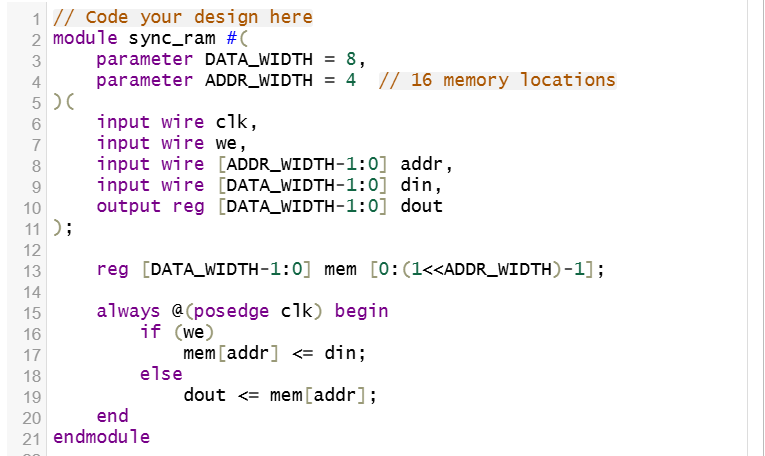 1 // Code your design here
2 module sync_ram #(
3     parameter DATA_WIDTH = 8,
4     parameter ADDR_WIDTH = 4  // 16 memory locations
5 )(
6     input wire clk,
7     input wire we,
8     input wire [ADDR_WIDTH-1:0] addr,
9     input wire [DATA_WIDTH-1:0] din,
10     output reg [DATA_WIDTH-1:0] dout
11 );
12
13     reg [DATA_WIDTH-1:0] mem [0:(1<<ADDR_WIDTH)-1];
14
15     always @(posedge clk) begin
16         if (we)
17             mem[addr] <= din;
18         else
19             dout <= mem[addr];
20     end
21 endmodule